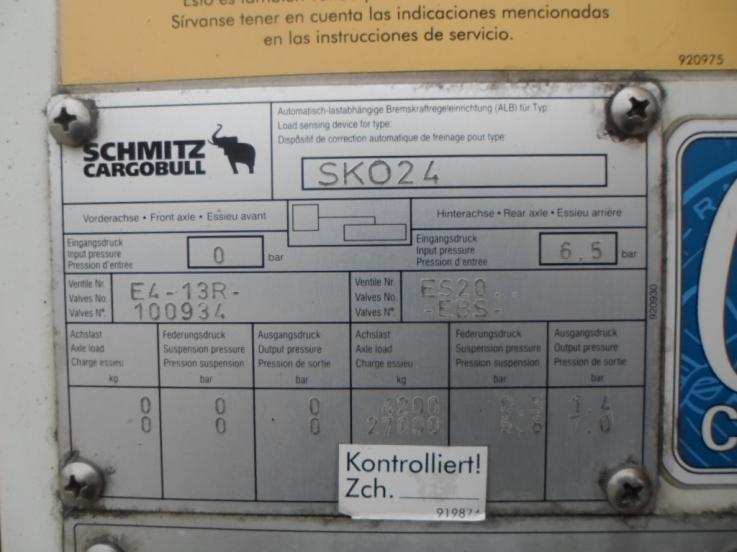 Sírvanse tener en cuenta las indicaciones mencionadas
en las instrucciones de servicio.
920975
SCHMITZ
CARGOBULL
Automatisch-lastabhängige Bremskraftregeleinrichtung (ALB) für Typ:
Load sensing device for type:
Dispositif de correction automatique de freinage pour type:
SKO24
Vorderachse • Front axle • Essieu avant
Hinterachse • Rear axle • Essieu arrière
Eingangsdruck
Input pressure
Pression d'entrée
0 bar
Eingangsdruck
Input pressure
Pression d'entrée
6,5 bar
Ventile Nr.
Valves No.
Valves N°.
E4-13R-
100934
Ventile Nr.
Valves No.
Valves N°.
ES20
-EBS-
920930
Achslast
Axle load
Charge essieu
kg
Federungsdruck
Suspension pressure
Pression suspension
bar
Ausgangsdruck
Output pressure
Pression de sortie
bar
Achslast
Axle load
Charge essieu
kg
Federungsdruck
Suspension pressure
Pression suspension
bar
Ausgangsdruck
Output pressure
Pression de sortie
bar
0 0 0 1.4
0 0 0 27000 7.0
Kontrolliert!
Zch.
C